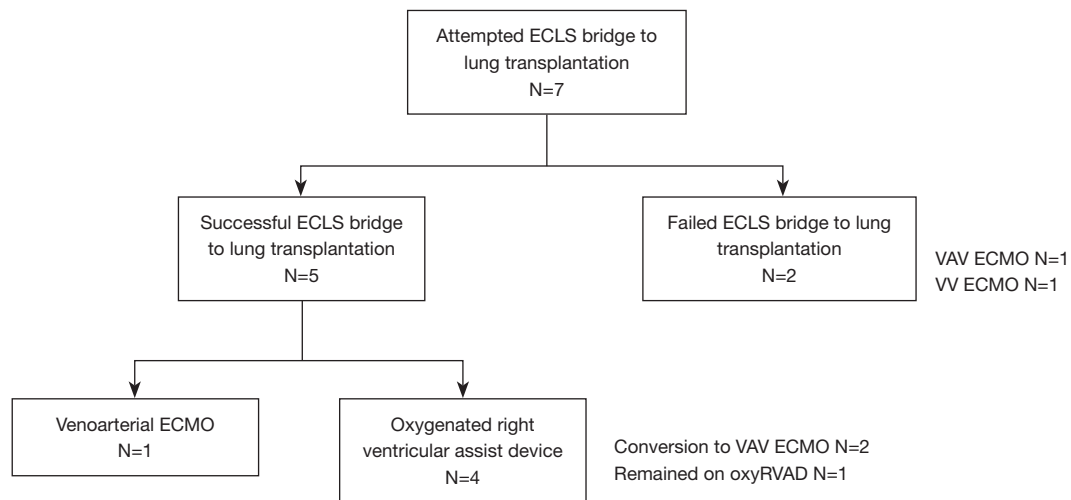 Attempted ECLS bridge to
lung transplantation
N=7
Successful ECLS bridge
to lung transplantation
N=5
Failed ECLS bridge to lung
transplantation
N=2
VAV ECMO N=1
VV ECMO N=1
Venoarterial ECMO
N=1
Oxygenated right
ventricular assist device
N=4
Conversion to VAV ECMO N=2
Remained on oxyRVAD N=1